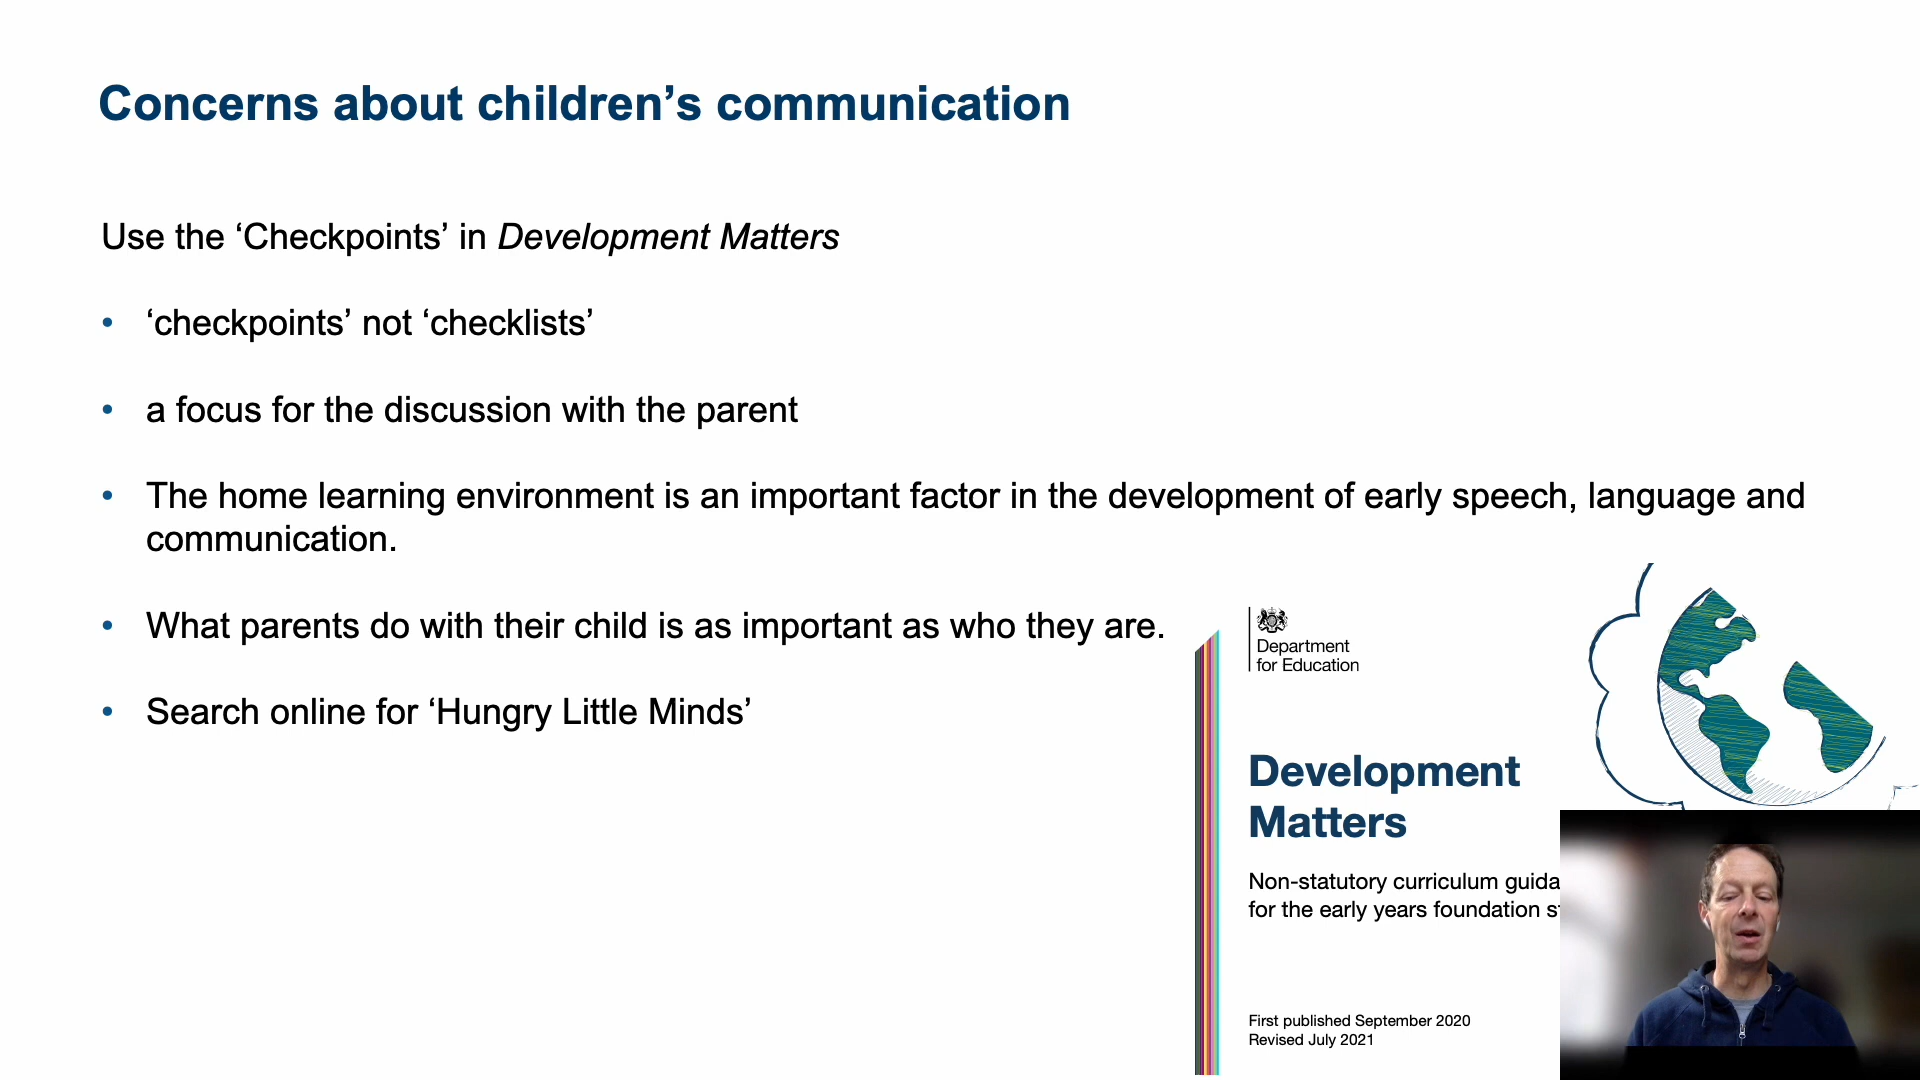 Concerns about children’s communication
Use the ‘Checkpoints’ in Development Matters
• ‘checkpoints’ not ‘checklists’
• a focus for the discussion with the parent
• The home learning environment is an important factor in the development of early speech, language and
communication.
• What parents do with their child is as important as who they are.
• Search online for ‘Hungry Little Minds’
Department
for Education
Development
Matters
Non-statutory curriculum guida
for the early years foundation s
First published September 2020
Revised July 2021